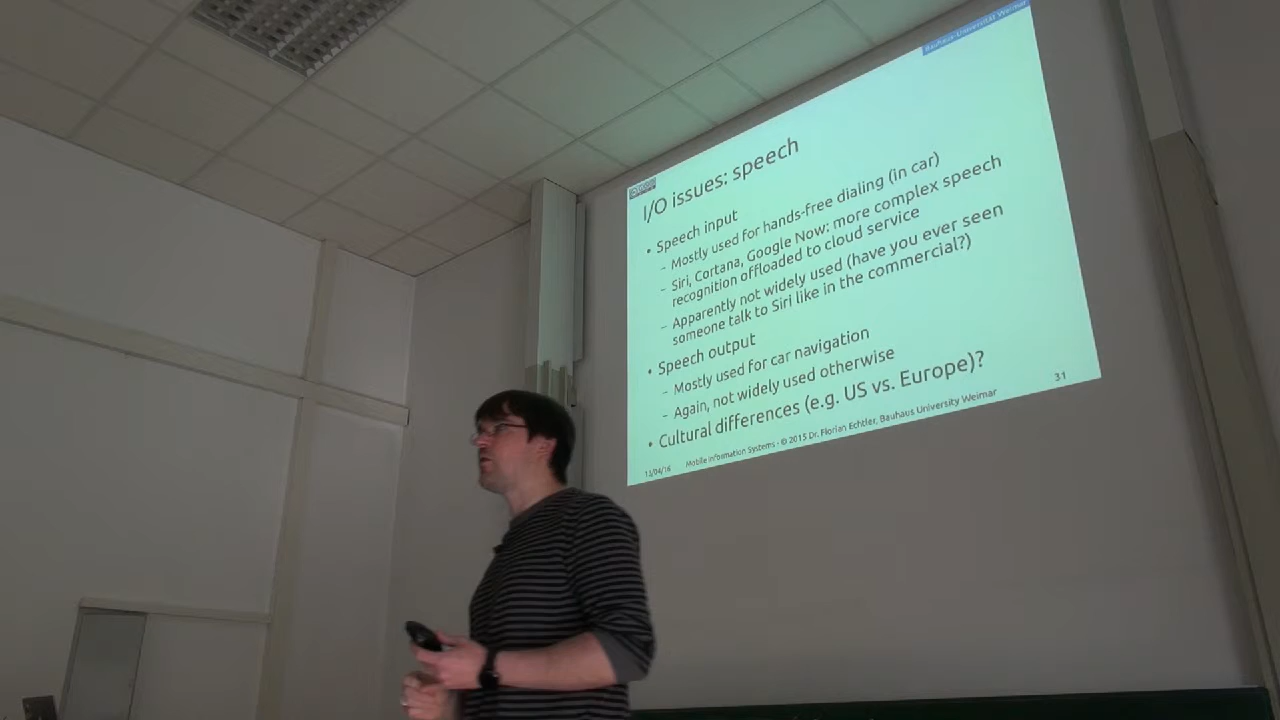 Bauhaus-Universität Weimar
I/O issues: speech
• Speech input
– Mostly used for hands-free dialing (in car)
– Siri, Cortana, Google Now: more complex speech
recognition offloaded to cloud service
– Apparently not widely used (have you ever seen
someone talk to Siri like in the commercial?)
• Speech output
– Mostly used for car navigation
– Again, not widely used otherwise
• Cultural differences (e.g. US vs. Europe)?
13/04/16 Mobile Information Systems - © 2015 Dr. Florian Echtler, Bauhaus University Weimar 31